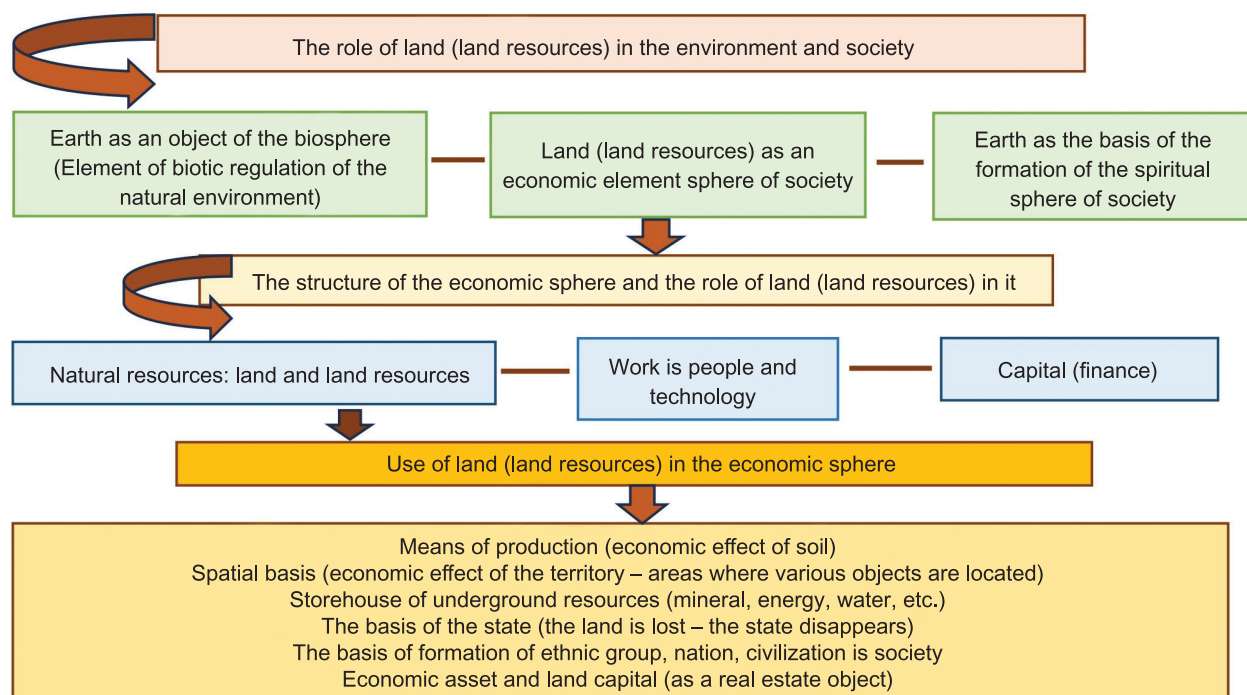 The role of land (land resources) in the environment and society
Earth as an object of the biosphere
(Element of biotic regulation of the
natural environment)
Land (land resources) as an
economic element sphere of society
Earth as the basis of the
formation of the spiritual
sphere of society
The structure of the economic sphere and the role of land (land resources) in it
Natural resources: land and land resources
Work is people and
technology
Capital (finance)
Use of land (land resources) in the economic sphere
Means of production (economic effect of soil)
Spatial basis (economic effect of the territory – areas where various objects are located)
Storehouse of underground resources (mineral, energy, water, etc.)
The basis of the state (the land is lost – the state disappears)
The basis of formation of ethnic group, nation, civilization is society
Economic asset and land capital (as a real estate object)